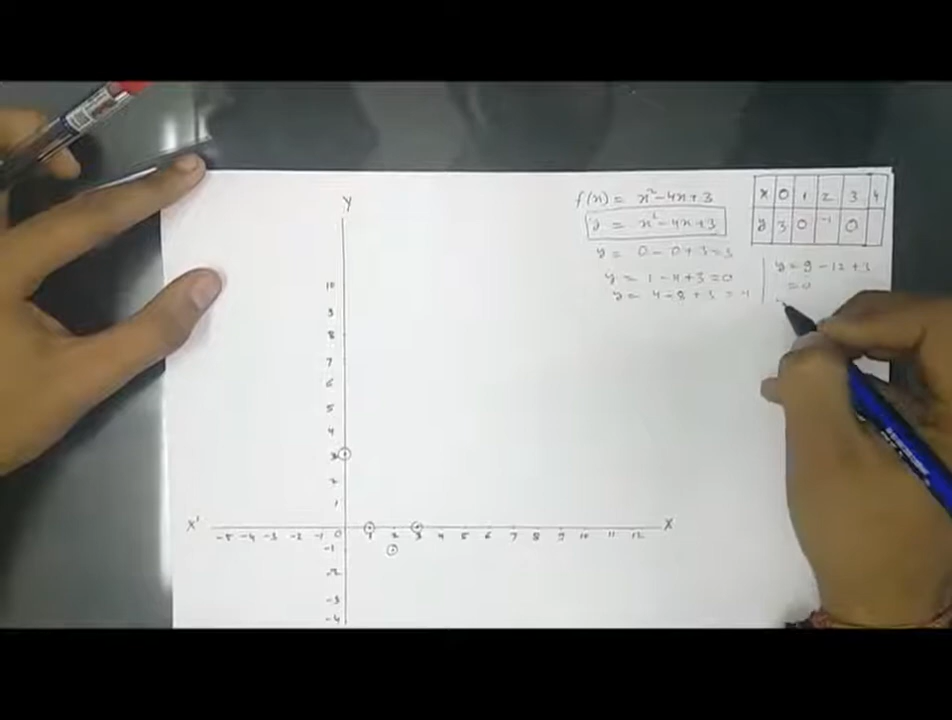 f(x) = x² - 4x + 3
y = x² - 4x + 3
y = 0 - 0 + 3 = 3
y = 1 - 4 + 3 = 0
y = 4 - 8 + 3 = -1
x 0 1 2 3 4
y 3 0 -1 0
y = 9 - 12 + 3
= 0
Y
10
9
8
7
6
5
4
3
2
1
X' X
-5 -4 -3 -2 -1 0 1 2 3 4 5 6 7 8 9 10 11 12
-1
-2
-3
-4